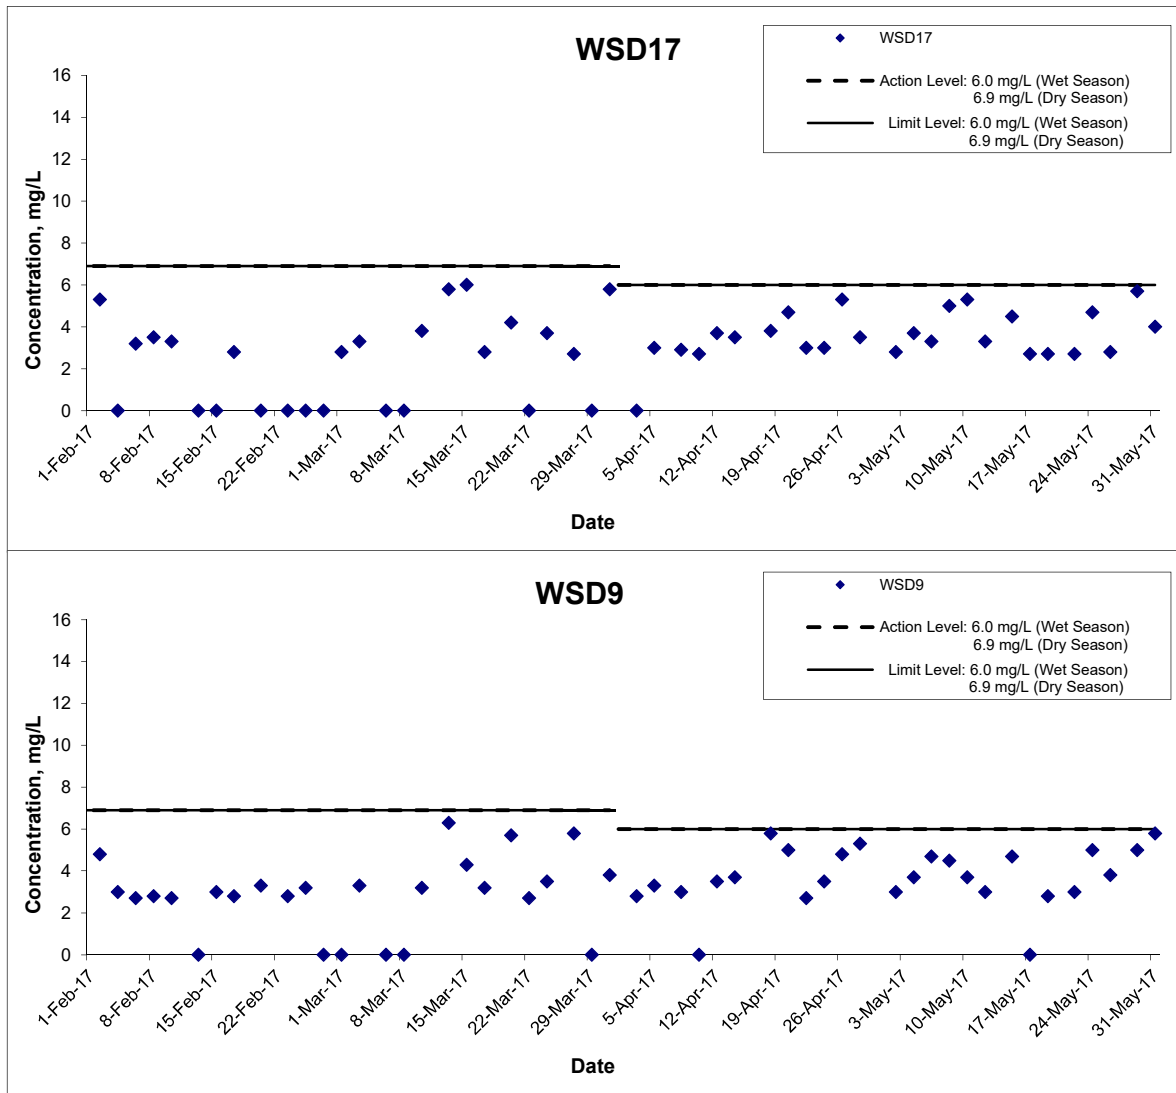 WSD17
WSD17
Action Level: 6.0 mg/L (Wet Season)
6.9 mg/L (Dry Season)
Limit Level: 6.0 mg/L (Wet Season)
6.9 mg/L (Dry Season)
Concentration, mg/L
16
14
12
10
8
6
4
2
0
1-Feb-17
8-Feb-17
15-Feb-17
22-Feb-17
1-Mar-17
8-Mar-17
15-Mar-17
22-Mar-17
29-Mar-17
5-Apr-17
12-Apr-17
19-Apr-17
26-Apr-17
3-May-17
10-May-17
17-May-17
24-May-17
31-May-17
Date
WSD9
WSD9
Action Level: 6.0 mg/L (Wet Season)
6.9 mg/L (Dry Season)
Limit Level: 6.0 mg/L (Wet Season)
6.9 mg/L (Dry Season)
Concentration, mg/L
16
14
12
10
8
6
4
2
0
1-Feb-17
8-Feb-17
15-Feb-17
22-Feb-17
1-Mar-17
8-Mar-17
15-Mar-17
22-Mar-17
29-Mar-17
5-Apr-17
12-Apr-17
19-Apr-17
26-Apr-17
3-May-17
10-May-17
17-May-17
24-May-17
31-May-17
Date